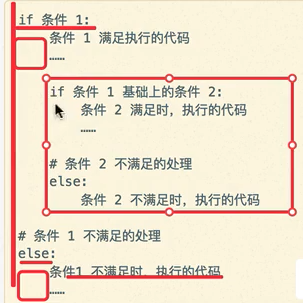 if 条件 1:
条件 1 满足执行的代码
……
if 条件 1 基础上的条件 2:
条件 2 满足时，执行的代码
……
# 条件 2 不满足的处理
else:
条件 2 不满足时，执行的代码
# 条件 1 不满足的处理
else:
条件1 不满足时，执行的代码
……